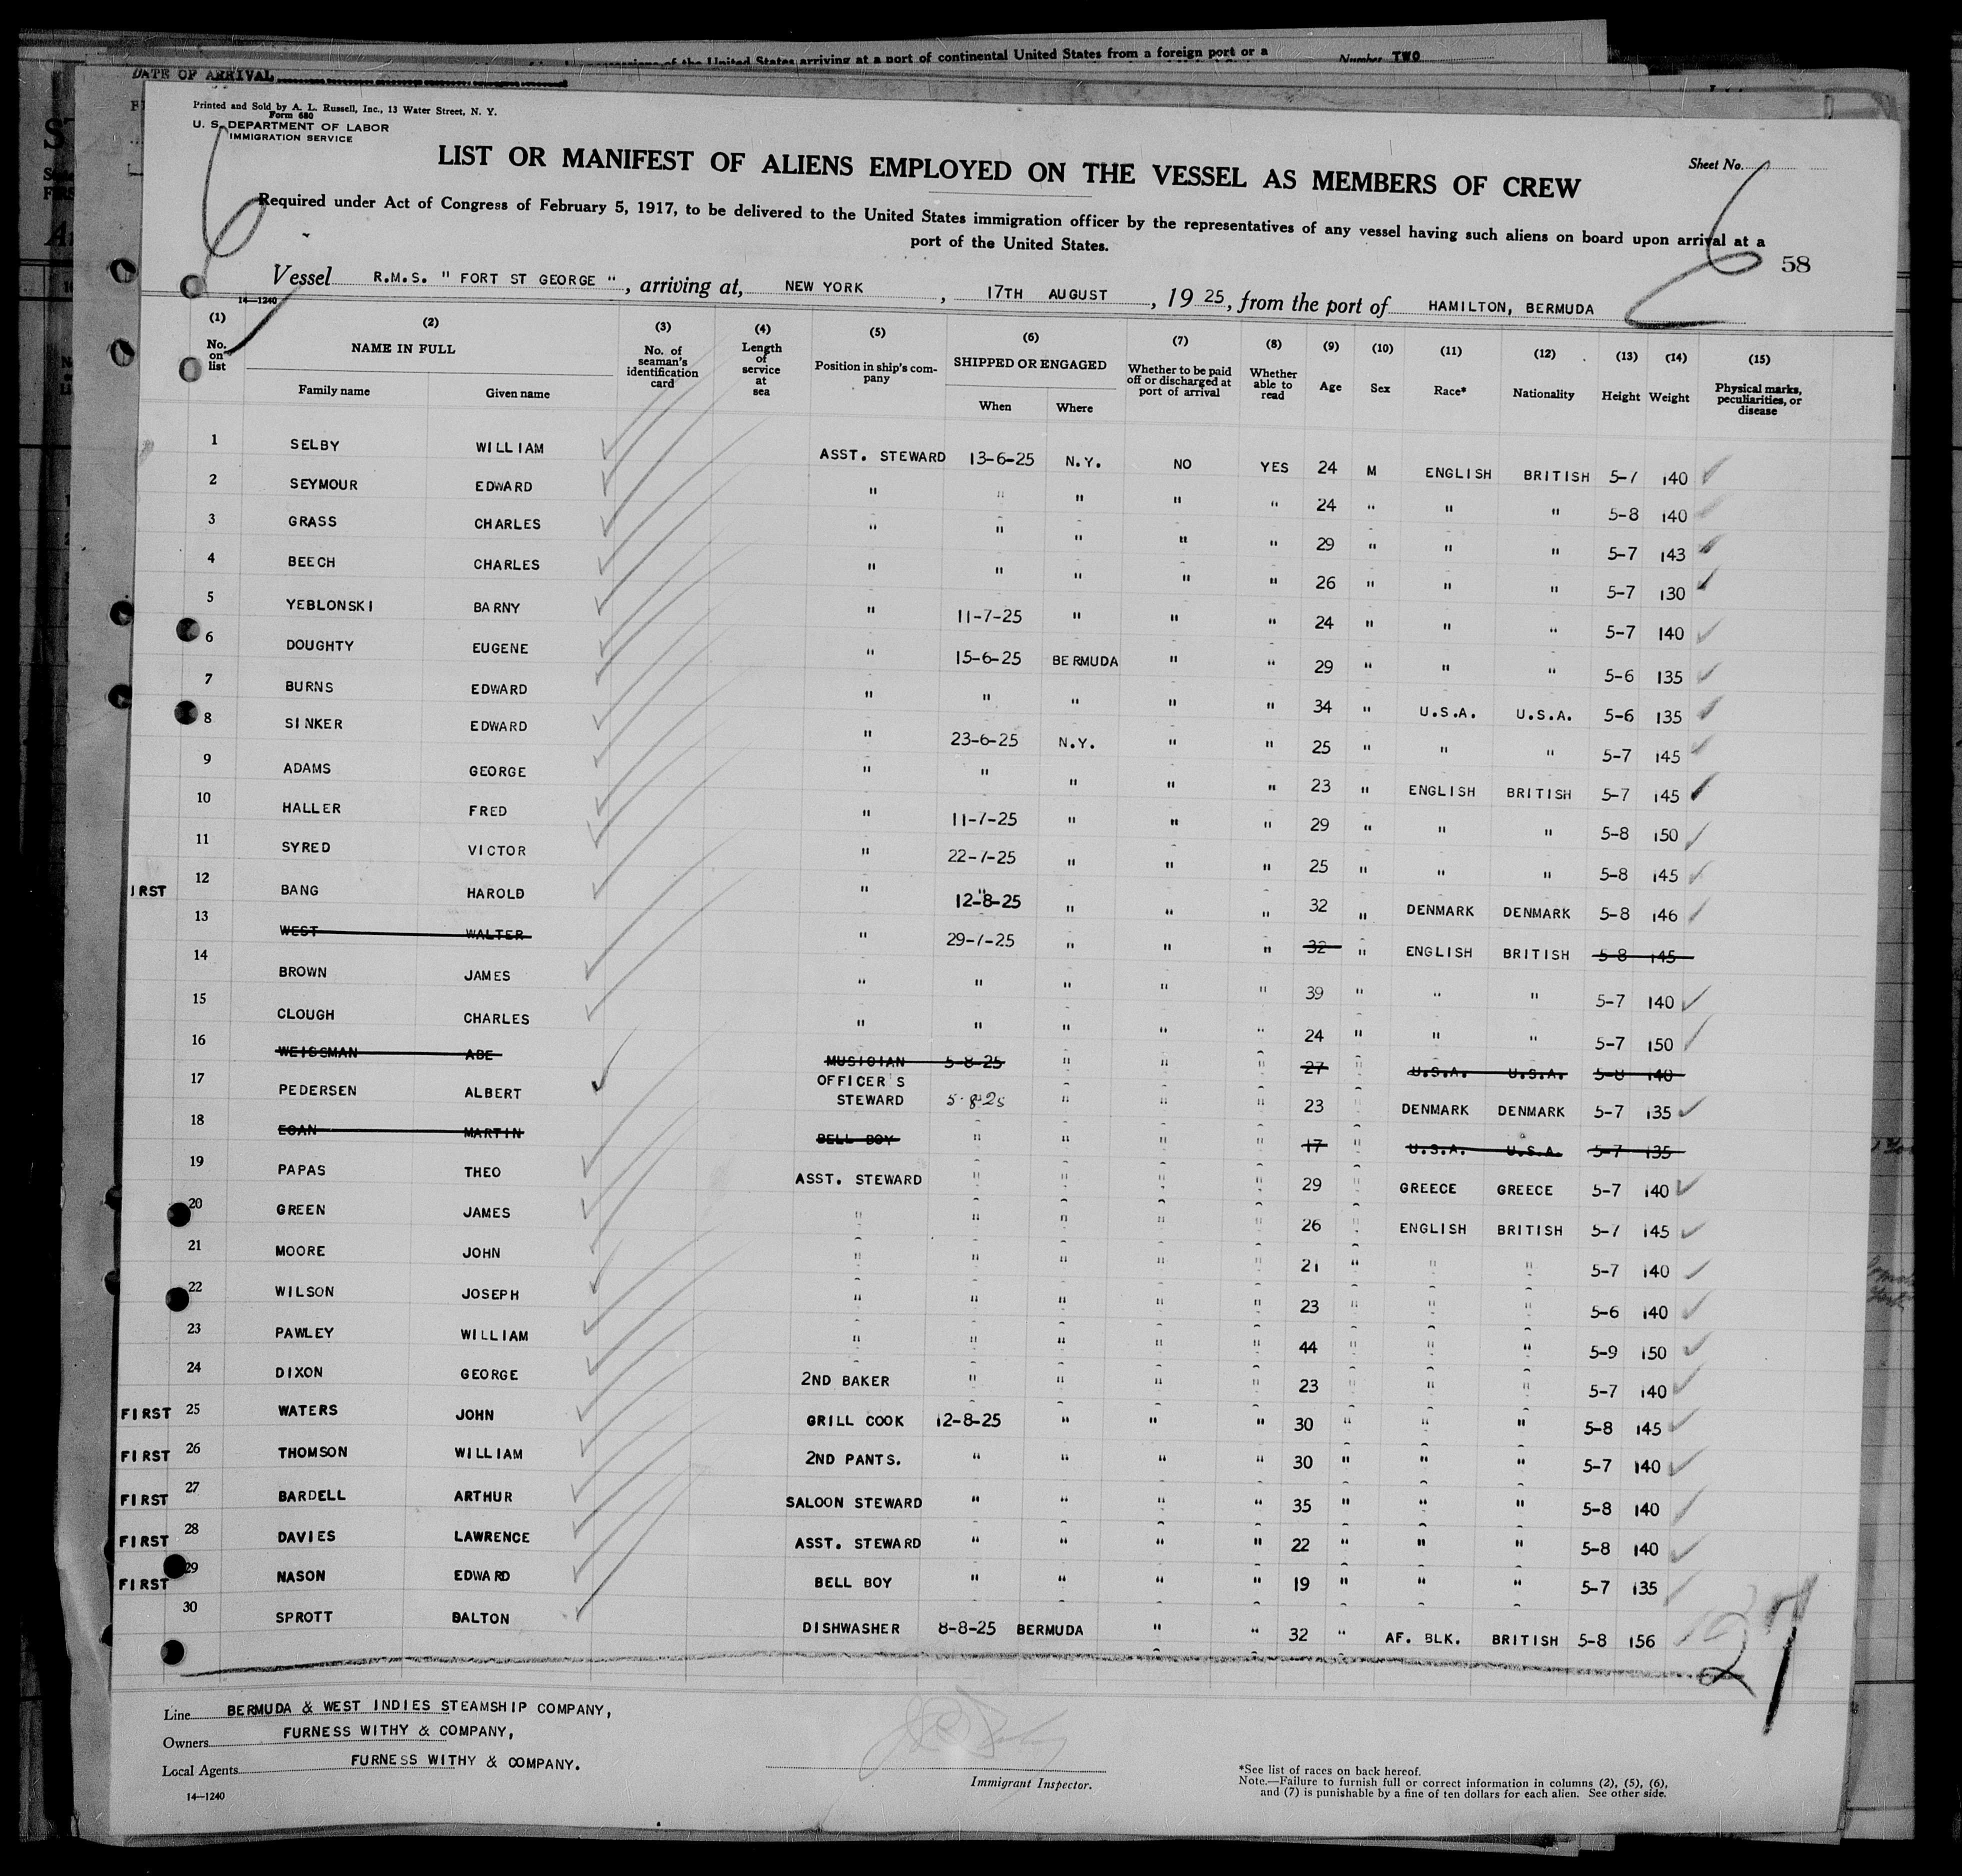 possessions of the United States arriving at a port of continental United States from a foreign port or a Number TWO
DATE OF ARRIVAL
Printed and Sold by A. L. Russell, Inc., 13 Water Street, N. Y.
Form 680
U. S. DEPARTMENT OF LABOR
IMMIGRATION SERVICE
LIST OR MANIFEST OF ALIENS EMPLOYED ON THE VESSEL AS MEMBERS OF CREW
Sheet No. 6
6
Required under Act of Congress of February 5, 1917, to be delivered to the United States immigration officer by the representatives of any vessel having such aliens on board upon arrival at a
port of the United States.
58
Vessel R.M.S. " FORT ST GEORGE ", arriving at, NEW YORK, 17TH AUGUST, 19 25, from the port of HAMILTON, BERMUDA
14—1240
(1) (2) (3) (4) (5) (6) (7) (8) (9) (10) (11) (12) (13) (14) (15)
No. on list NAME IN FULL Family name Given name No. of seaman's identification card Length of service at sea Position in ship's company SHIPPED OR ENGAGED When Where Whether to be paid off or discharged at port of arrival Whether able to read Age Sex Race* Nationality Height Weight Physical marks, peculiarities, or disease
1 SELBY WILLIAM ASST. STEWARD 13-6-25 N.Y. NO YES 24 M ENGLISH BRITISH 5-7 140
2 SEYMOUR EDWARD " " " " " 24 " " " 5-8 140
3 GRASS CHARLES " " " " " 29 " " " 5-7 143
4 BEECH CHARLES " " " " " 26 " " " 5-7 130
5 YEBLONSKI BARNY " 11-7-25 " " " 24 " " " 5-7 140
6 DOUGHTY EUGENE " 15-6-25 BERMUDA " " 29 " " " 5-6 135
7 BURNS EDWARD " " " " " 34 " U.S.A. U.S.A. 5-6 135
8 SINKER EDWARD " 23-6-25 N.Y. " " 25 " " " 5-7 145
9 ADAMS GEORGE " " " " " 23 " ENGLISH BRITISH 5-7 145
10 HALLER FRED " 11-7-25 " " " 29 " " " 5-8 150
11 SYRED VICTOR " 22-7-25 " " " 25 " " " 5-8 145
IRST 12 BANG HAROLD " 12-8-25 " " " 32 " DENMARK DENMARK 5-8 146
13 WEST WALTER " 29-7-25 " " " 32 " ENGLISH BRITISH 5-8 145
14 BROWN JAMES " " " " " 39 " " " 5-7 140
15 CLOUGH CHARLES " " " " " 24 " " " 5-7 150
16 WEISSMAN ABE MUSICIAN 5-8-25 " " " 27 U.S.A. U.S.A. 5-8 140
17 PEDERSEN ALBERT OFFICER'S STEWARD 5-8-25 " " " 23 " DENMARK DENMARK 5-7 135
18 EGAN MARTIN BELL BOY " " " " 17 " U.S.A. U.S.A. 5-7 135
19 PAPAS THEO ASST. STEWARD " " " " 29 " GREECE GREECE 5-7 140
20 GREEN JAMES " " " " " 26 " ENGLISH BRITISH 5-7 145
21 MOORE JOHN " " " " " 21 " " " 5-7 140
22 WILSON JOSEPH " " " " " 23 " " " 5-6 140
23 PAWLEY WILLIAM " " " " " 44 " " " 5-9 150
24 DIXON GEORGE 2ND BAKER " " " " 23 " " " 5-7 140
FIRST 25 WATERS JOHN GRILL COOK 12-8-25 " " " 30 " " " 5-8 145
FIRST 26 THOMSON WILLIAM 2ND PANTS. " " " " 30 " " " 5-7 140
FIRST 27 BARDELL ARTHUR SALOON STEWARD " " " " 35 " " " 5-8 140
FIRST 28 DAVIES LAWRENCE ASST. STEWARD " " " " 22 " " " 5-8 140
FIRST 29 NASON EDWARD BELL BOY " " " " 19 " " " 5-7 135
30 SPROTT DALTON DISHWASHER 8-8-25 BERMUDA " " 32 " AF. BLK. BRITISH 5-8 156
27
Line BERMUDA & WEST INDIES STEAMSHIP COMPANY,
Owners FURNESS WITHY & COMPANY,
Local Agents FURNESS WITHY & COMPANY.
Immigrant Inspector.
14—1240
*See list of races on back hereof.
Note.—Failure to furnish full or correct information in columns (2), (5), (6),
and (7) is punishable by a fine of ten dollars for each alien. See other side.